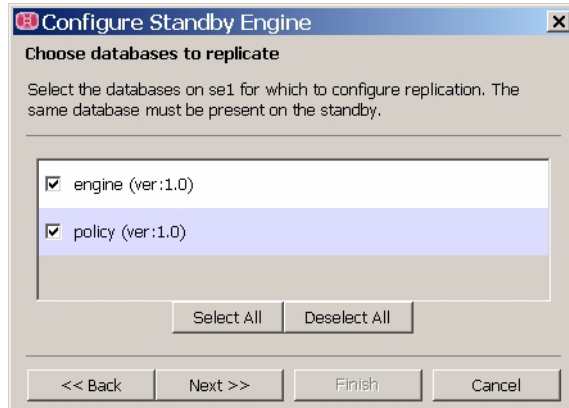 Configure Standby Engine
Choose databases to replicate
Select the databases on se1 for which to configure replication. The
same database must be present on the standby.
engine (ver:1.0)
policy (ver:1.0)
Select All Deselect All
<< Back Next >> Finish Cancel